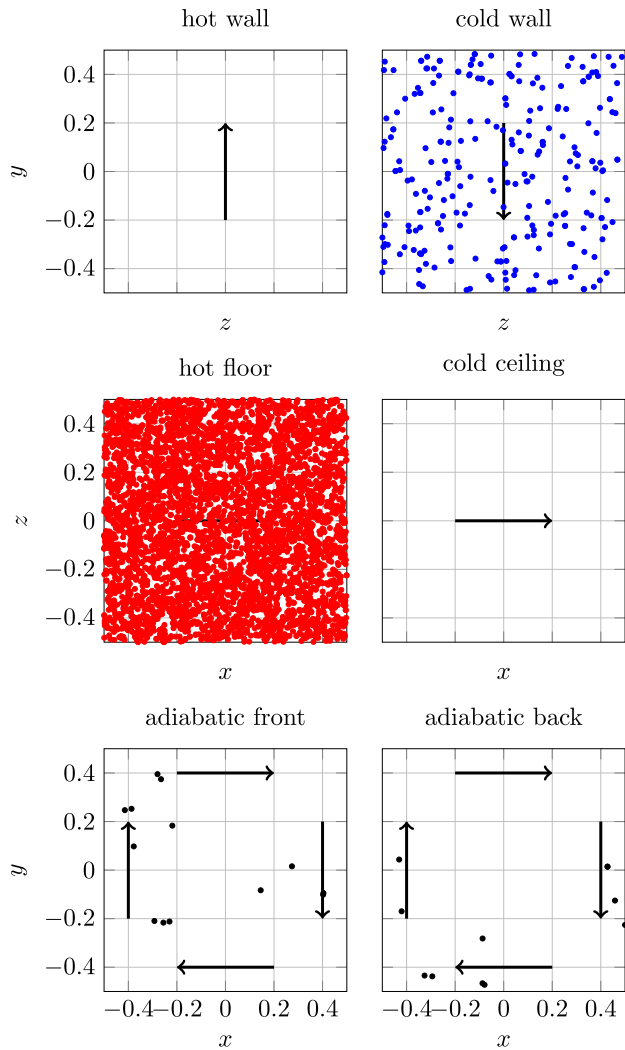 hot wall cold wall
0.4
0.2
0
−0.2
−0.4
y
z z
hot floor cold ceiling
0.4
0.2
0
−0.2
−0.4
z
x x
adiabatic front adiabatic back
0.4
0.2
0
−0.2
−0.4
y
−0.4 −0.2 0 0.2 0.4 −0.4 −0.2 0 0.2 0.4
x x